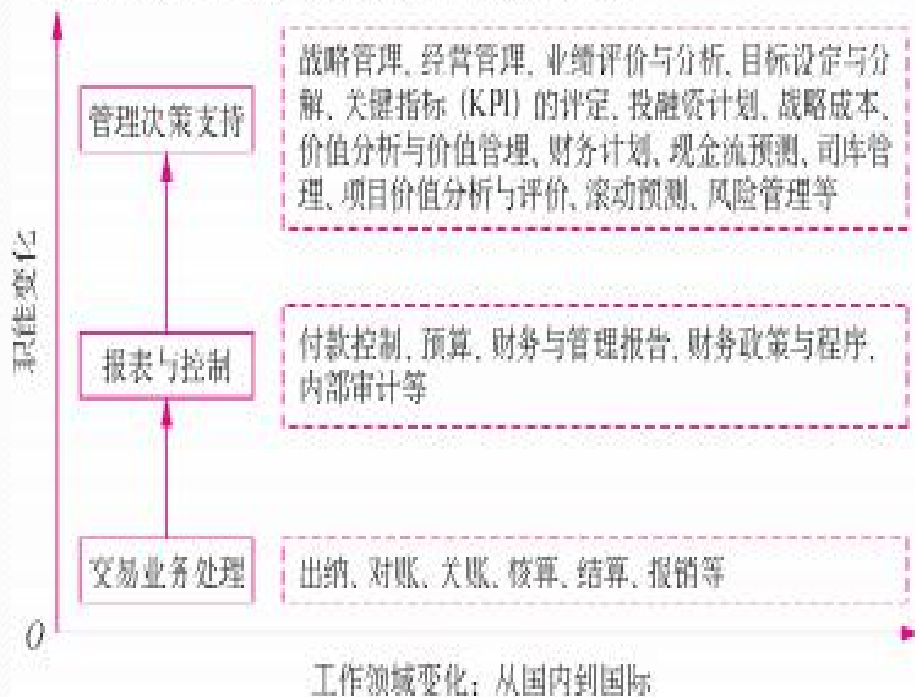 管理决策支持
战略管理、经营管理、业绩评价与分析、目标设定与分
解、关键指标 (KPI) 的评定、投融资计划、战略成本、
价值分析与价值管理、财务计划、现金流预测、司库管
理、项目价值分析与评价、滚动预测、风险管理等
职能变化
报表与控制
付款控制、预算、财务与管理报告、财务政策与程序、
内部审计等
交易业务处理
出纳、对账、关账、核算、结算、报销等
0
工作领域变化：从国内到国际